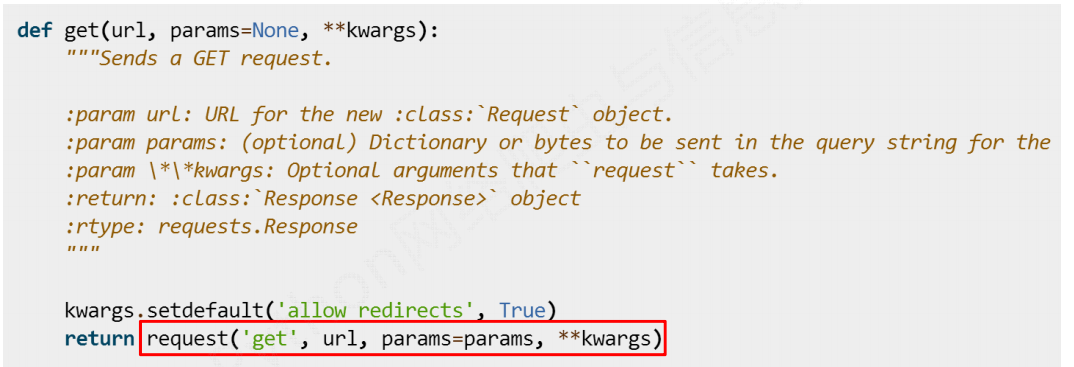 def get(url, params=None, **kwargs):
    """Sends a GET request.

    :param url: URL for the new :class:`Request` object.
    :param params: (optional) Dictionary or bytes to be sent in the query string for the
    :param \*\*kwargs: Optional arguments that ``request`` takes.
    :return: :class:`Response <Response>` object
    :rtype: requests.Response
    """

    kwargs.setdefault('allow redirects', True)
    return request('get', url, params=params, **kwargs)